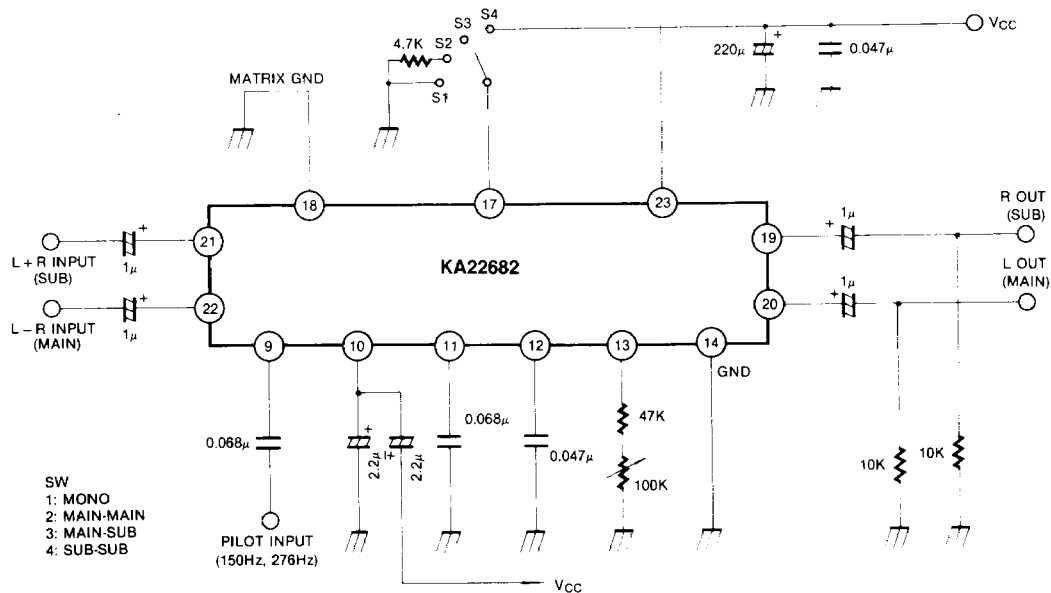 S4
S3
VCC
4.7K
S2
220μ
+
0.047μ
MATRIX GND
S1
18
17
23
R OUT
(SUB)
+
1μ
21
19
+
1μ
L+R INPUT
(SUB)
KA22682
L OUT
(MAIN)
+
1μ
22
20
+
1μ
L−R INPUT
(MAIN)
9
10
11
12
13
14
GND
0.068μ
+
2.2μ
+
2.2μ
0.068μ
0.047μ
47K
100K
10K
10K
SW
1: MONO
2: MAIN-MAIN
3: MAIN-SUB
4: SUB-SUB
PILOT INPUT
(150Hz, 276Hz)
VCC